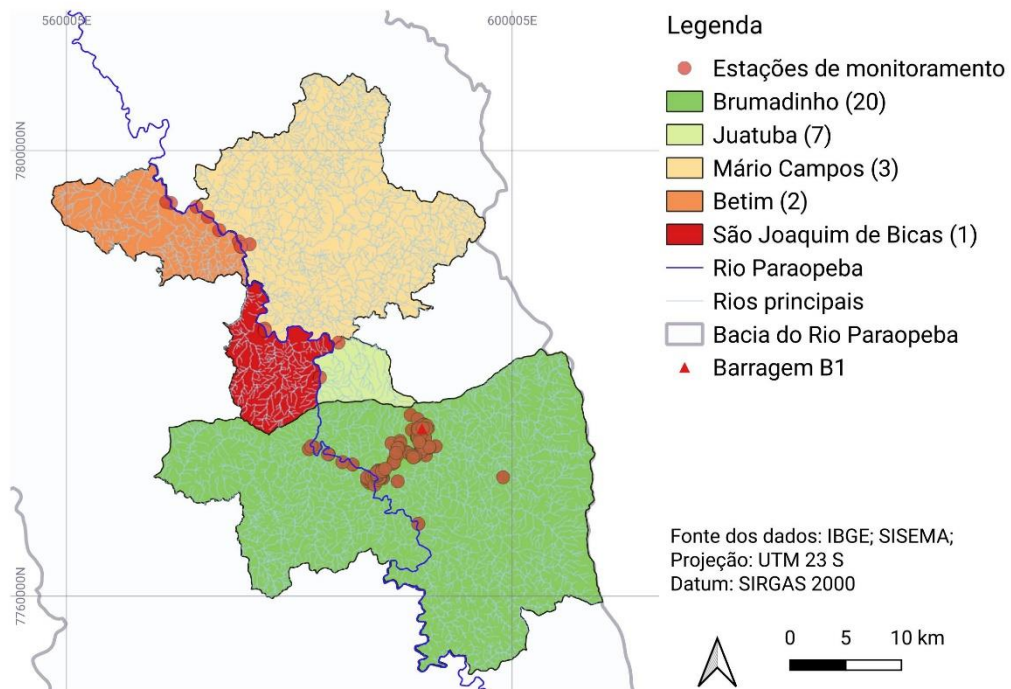 560005E
600005E
7800000N
7760000N
Legenda
Estações de monitoramento
Brumadinho (20)
Juatuba (7)
Mário Campos (3)
Betim (2)
São Joaquim de Bicas (1)
Rio Paraopeba
Rios principais
Bacia do Rio Paraopeba
Barragem B1
Fonte dos dados: IBGE; SISEMA;
Projeção: UTM 23 S
Datum: SIRGAS 2000
0 5 10 km